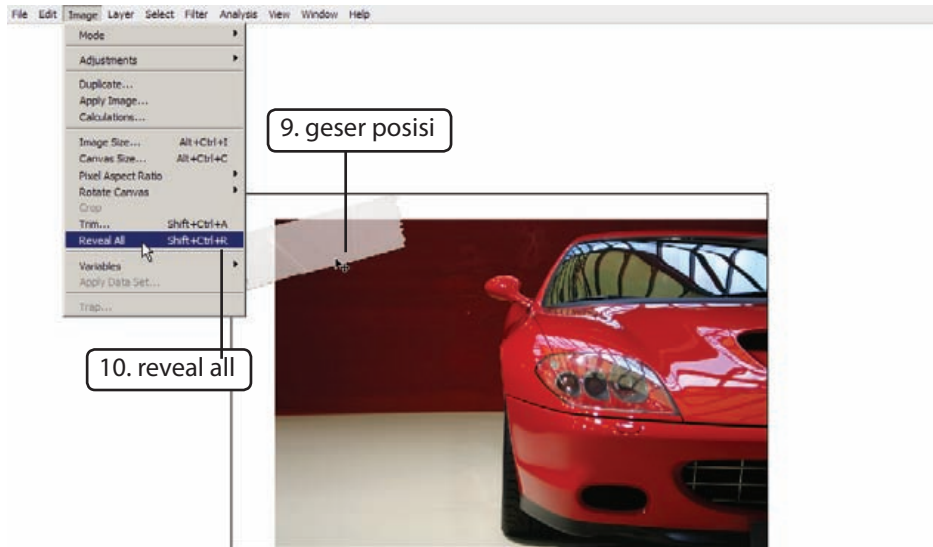 File Edit Image Layer Select Filter Analysis View Window Help
Mode
Adjustments
Duplicate...
Apply Image...
Calculations...
Image Size... Alt+Ctrl+I
Canvas Size... Alt+Ctrl+C
Pixel Aspect Ratio
Rotate Canvas
Crop
Trim... Shift+Ctrl+A
Reveal All Shift+Ctrl+R
Variables
Apply Data Set...
Trap...
9. geser posisi
10. reveal all